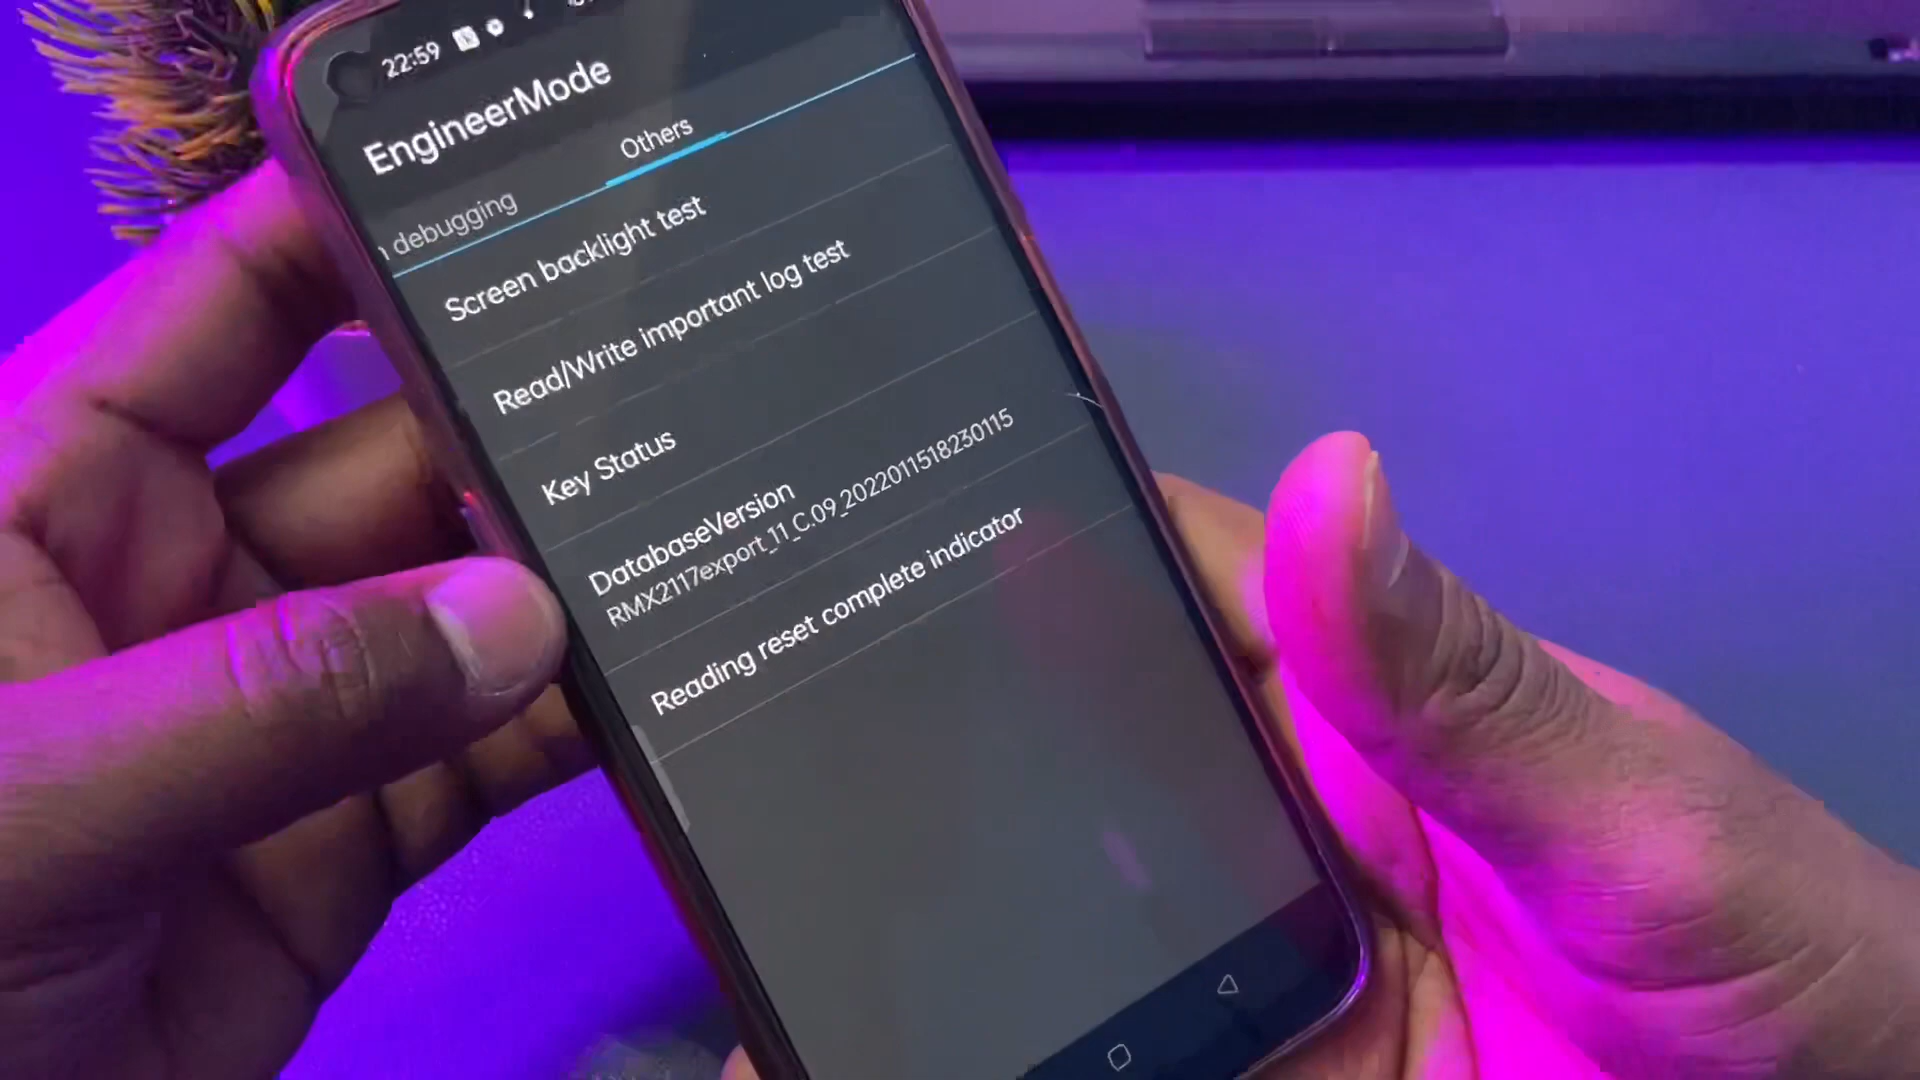 22:59
EngineerMode
debugging
Others
Screen backlight test
Read/Write important log test
Key Status
DatabaseVersion
RMX2117export_11_C.09_2022011518230115
Reading reset complete indicator